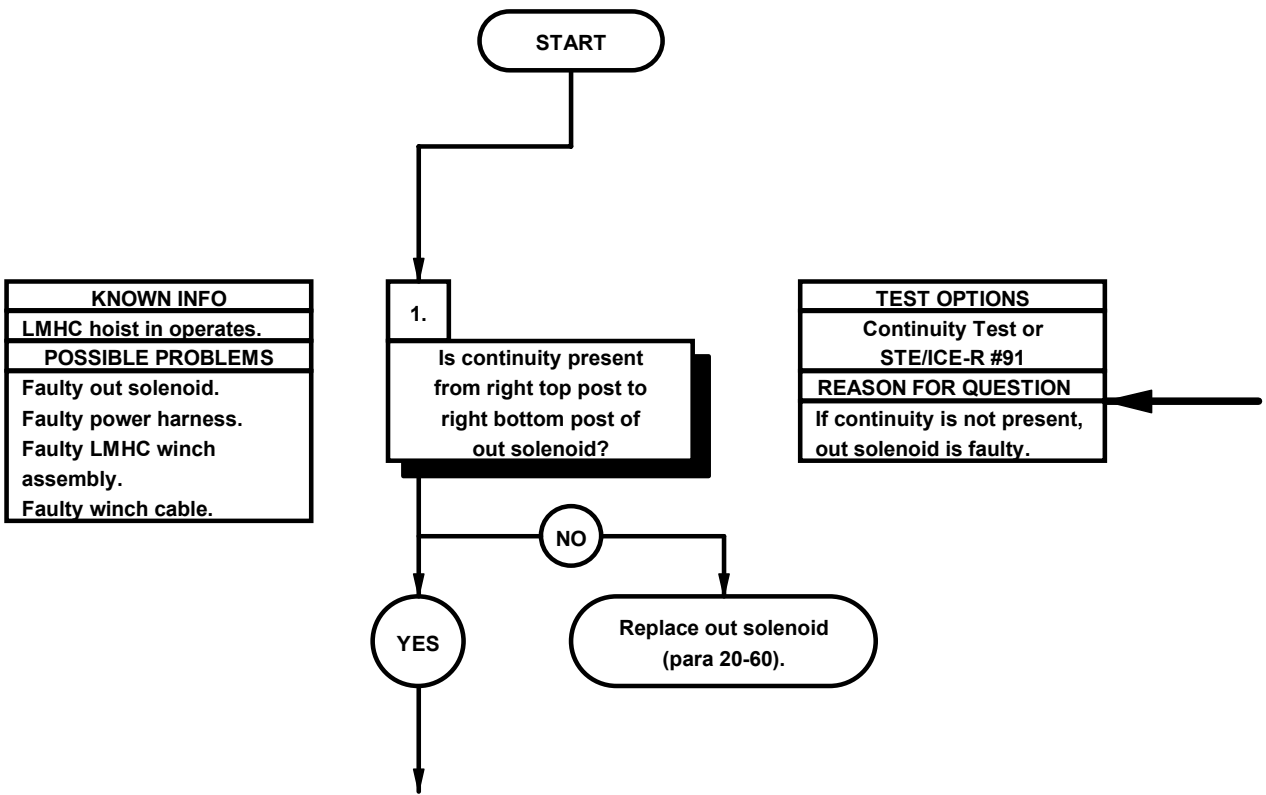 START
KNOWN INFO
LMHC hoist in operates.
POSSIBLE PROBLEMS
Faulty out solenoid.
Faulty power harness.
Faulty LMHC winch
assembly.
Faulty winch cable.
1.
Is continuity present
from right top post to
right bottom post of
out solenoid?
TEST OPTIONS
Continuity Test or
STE/ICE-R #91
REASON FOR QUESTION
If continuity is not present,
out solenoid is faulty.
NO
YES
Replace out solenoid
(para 20-60).